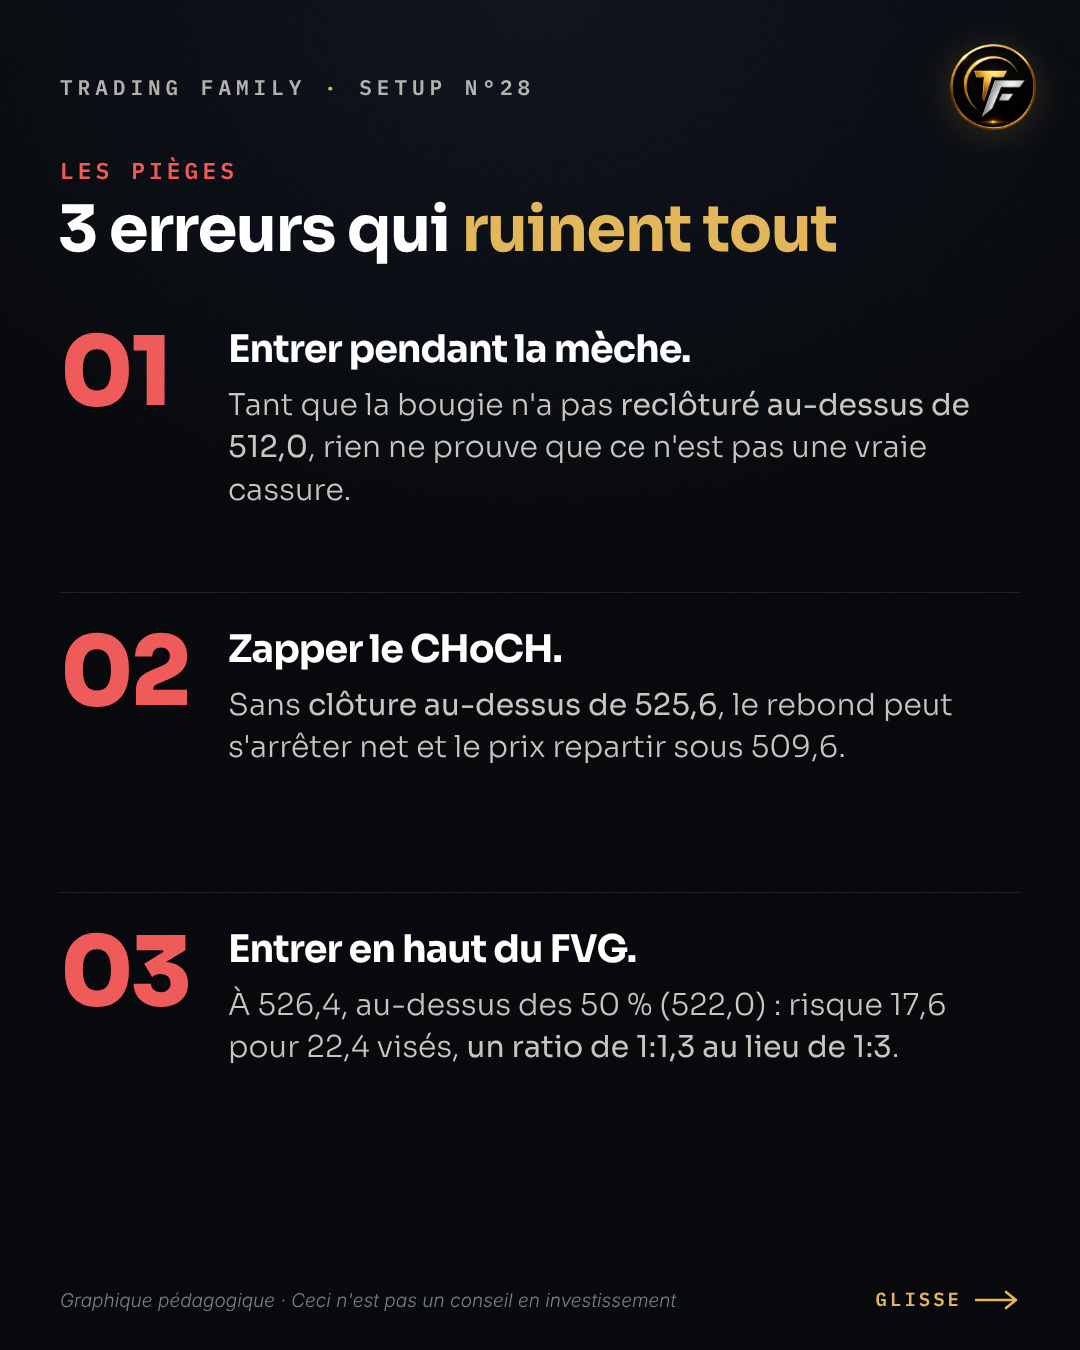 TRADING FAMILY · SETUP N°28
TF
LES PIÈGES
3 erreurs qui ruinent tout
01
Entrer pendant la mèche.
Tant que la bougie n'a pas reclôturé au-dessus de
512,0, rien ne prouve que ce n'est pas une vraie
cassure.
02
Zapper le CHoCH.
Sans clôture au-dessus de 525,6, le rebond peut
s'arrêter net et le prix repartir sous 509,6.
03
Entrer en haut du FVG.
À 526,4, au-dessus des 50 % (522,0) : risque 17,6
pour 22,4 visés, un ratio de 1:1,3 au lieu de 1:3.
Graphique pédagogique · Ceci n'est pas un conseil en investissement
GLISSE →